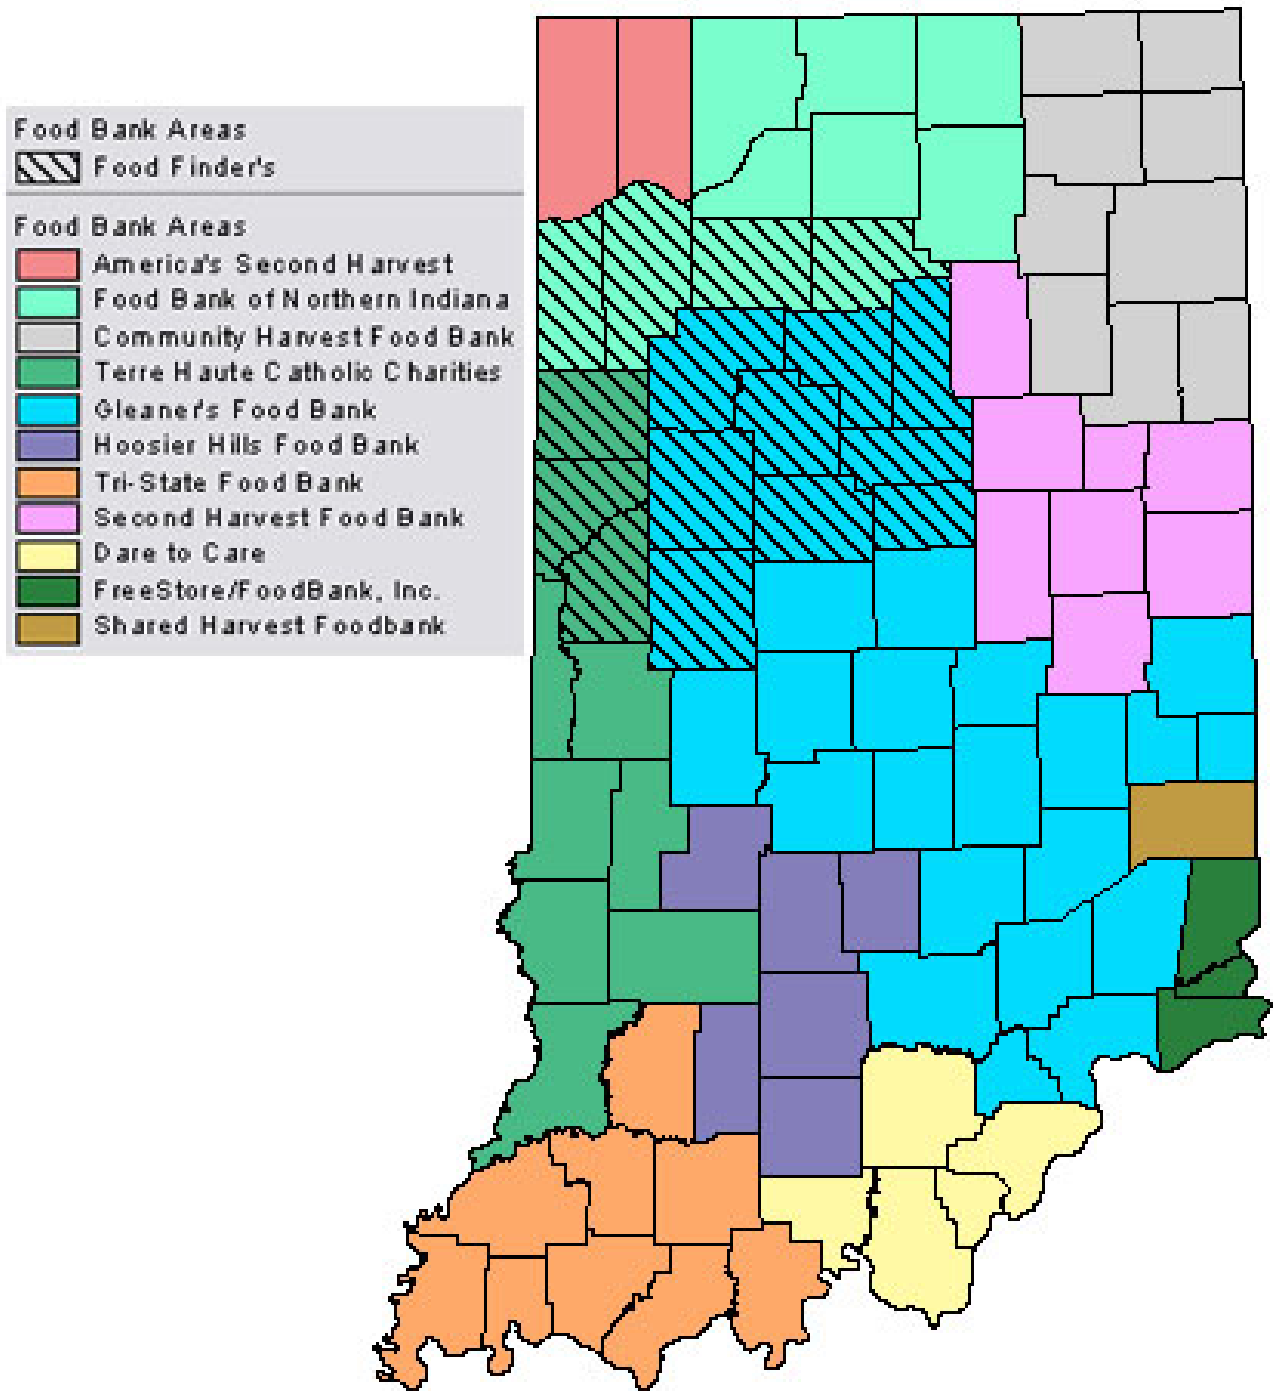 Food Bank Areas
Food Finder's
Food Bank Areas
America's Second Harvest
Food Bank of Northern Indiana
Community Harvest Food Bank
Terre Haute Catholic Charities
Gleaner's Food Bank
Hoosier Hills Food Bank
Tri-State Food Bank
Second Harvest Food Bank
Dare to Care
FreeStore/FoodBank, Inc.
Shared Harvest Foodbank